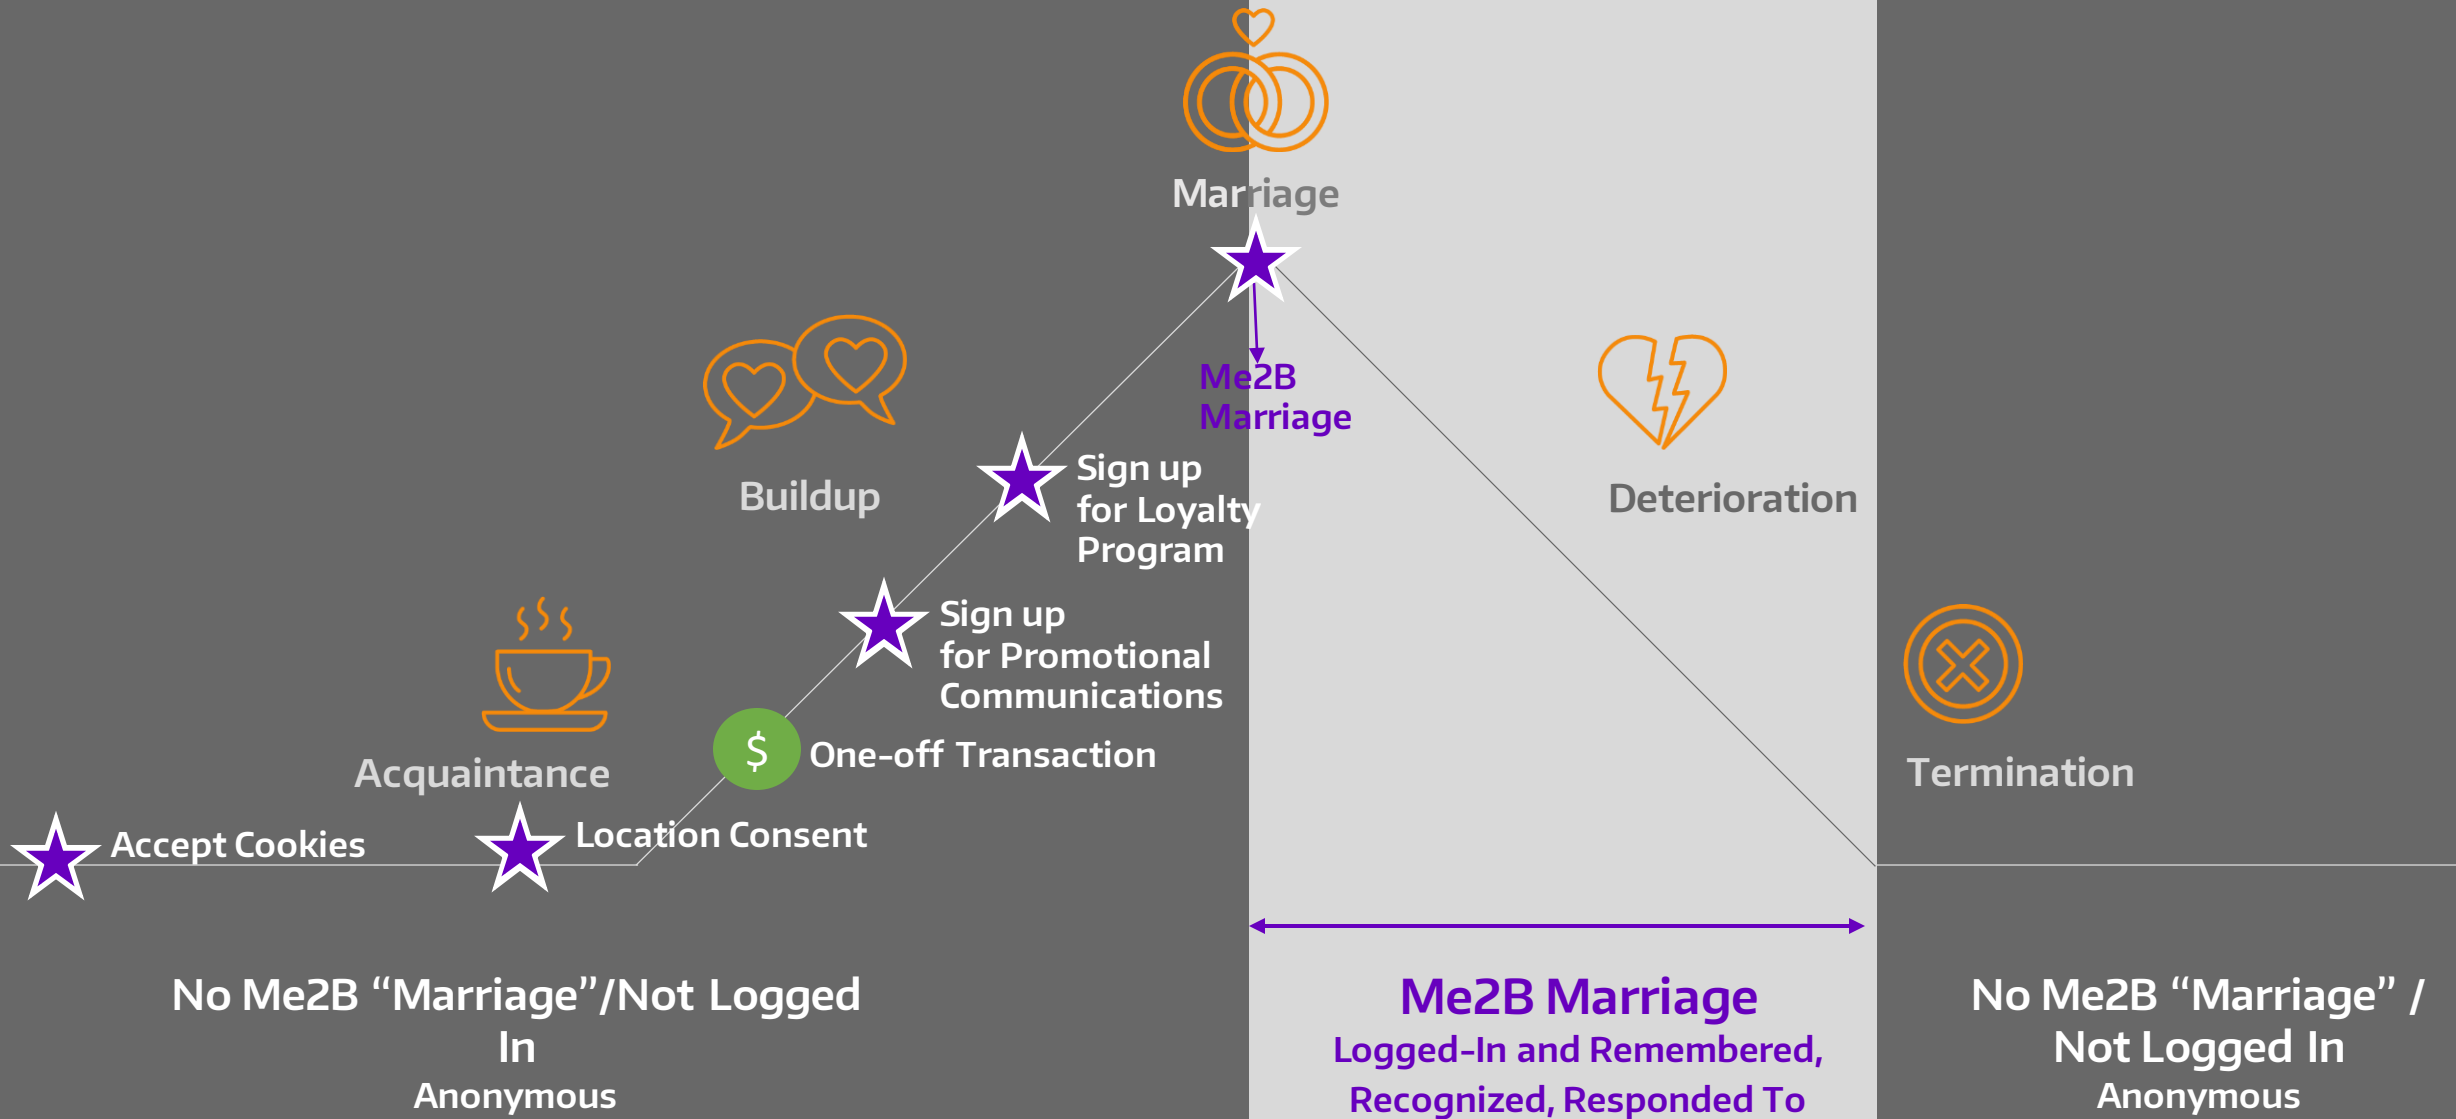 Marriage
Me2B
Marriage
Buildup
Sign up
for Loyalty
Program
Deterioration
Sign up
for Promotional
Communications
Acquaintance
$
One-off Transaction
Termination
Accept Cookies
Location Consent
No Me2B “Marriage”/Not Logged
In
Anonymous
Me2B Marriage
Logged-In and Remembered,
Recognized, Responded To
No Me2B “Marriage” /
Not Logged In
Anonymous